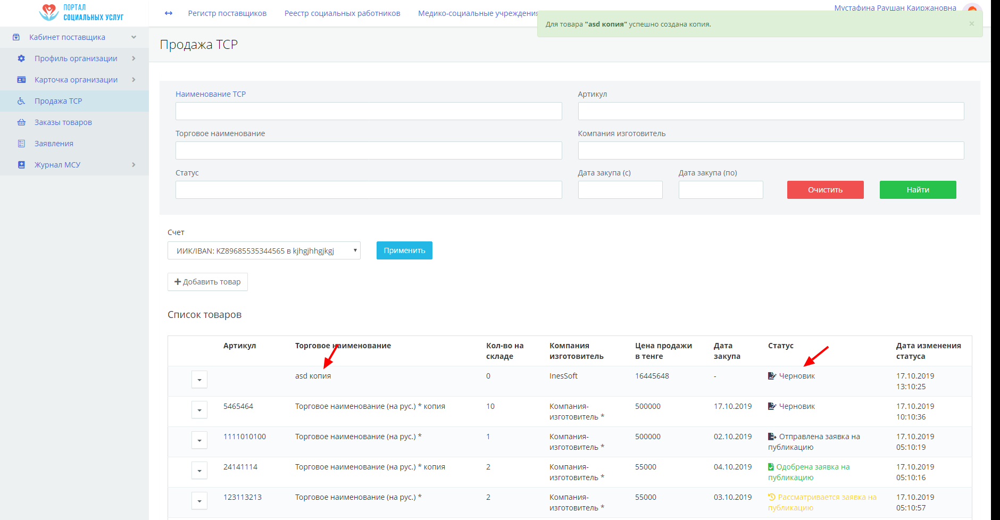 ПОРТАЛ
СОЦИАЛЬНЫХ УСЛУГ
Регистр поставщиков
Реестр социальных работников
Медико-социальные учреждения
Мустафина Раушан Каиржановна
Для товара "asd копия" успешно создана копия.
×
Кабинет поставщика
Профиль организации
Карточка организации
Продажа ТСР
Заказы товаров
Заявления
Журнал МСУ
Продажа ТСР
Наименование ТСР
Артикул
Торговое наименование
Компания изготовитель
Статус
Дата закупа (с)
Дата закупа (по)
Очистить
Найти
Счет
ИИК/IBAN: KZ89685535344565 в kjhgjhhgjkgj
Применить
Добавить товар
Список товаров
Артикул Торговое наименование Кол-во на Компания Цена продажи Дата Статус Дата изменения
складе изготовитель в тенге закупа статуса
asd копия 0 InesSoft 16445648 - Черновик 17.10.2019
13:10:25
5465464 Торговое наименование (на рус.) * копия 10 Компания- 500000 17.10.2019 Черновик 17.10.2019
изготовитель * 10:10:36
1111010100 Торговое наименование (на рус.) * 1 Компания- 500000 02.10.2019 Отправлена заявка на 17.10.2019
изготовитель * публикацию 05:10:19
24141114 Торговое наименование (на рус.) * копия 2 Компания- 55000 04.10.2019 Одобрена заявка на 17.10.2019
изготовитель * публикацию 05:10:16
123113213 Торговое наименование (на рус.) * 2 Компания- 55000 03.10.2019 Рассматривается заявка на 17.10.2019
изготовитель * публикацию 05:10:57